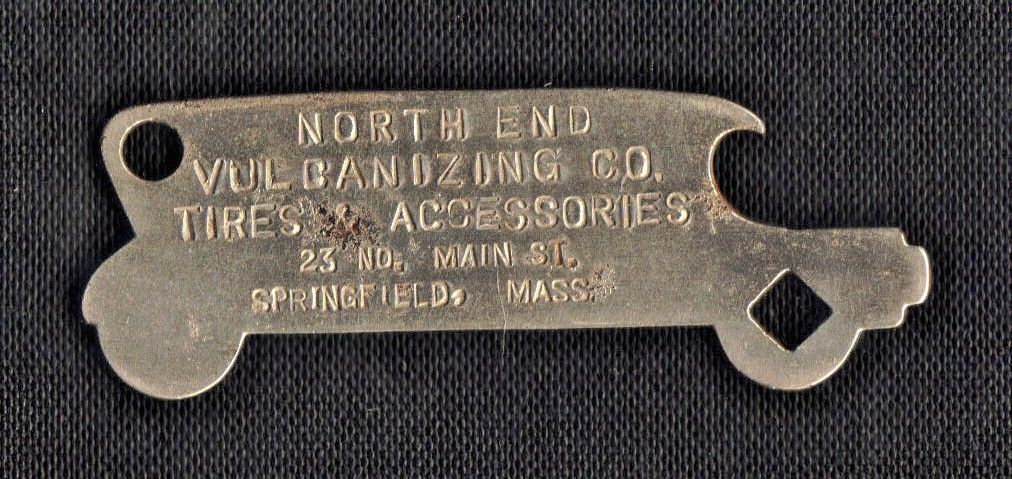 NORTH END
VULCANIZING CO.
TIRES & ACCESSORIES
23 NO. MAIN ST.
SPRINGFIELD, MASS.